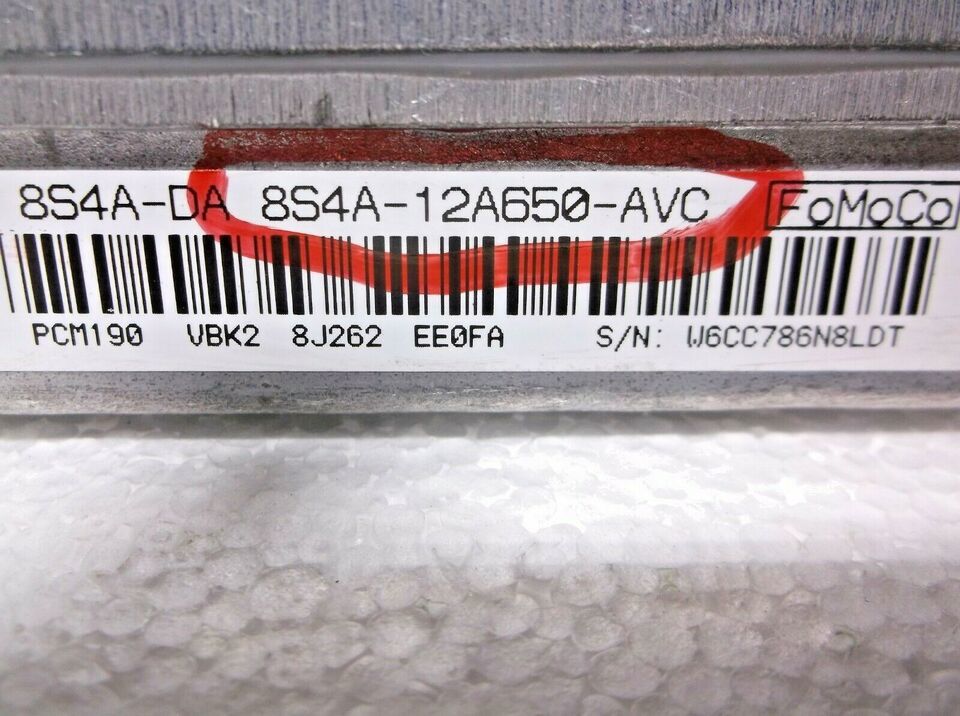 8S4A-DA 8S4A-12A650-AVC FoMoCo
PCM190 VBK2 8J262 EE0FA S/N: W6CC786N8LDT